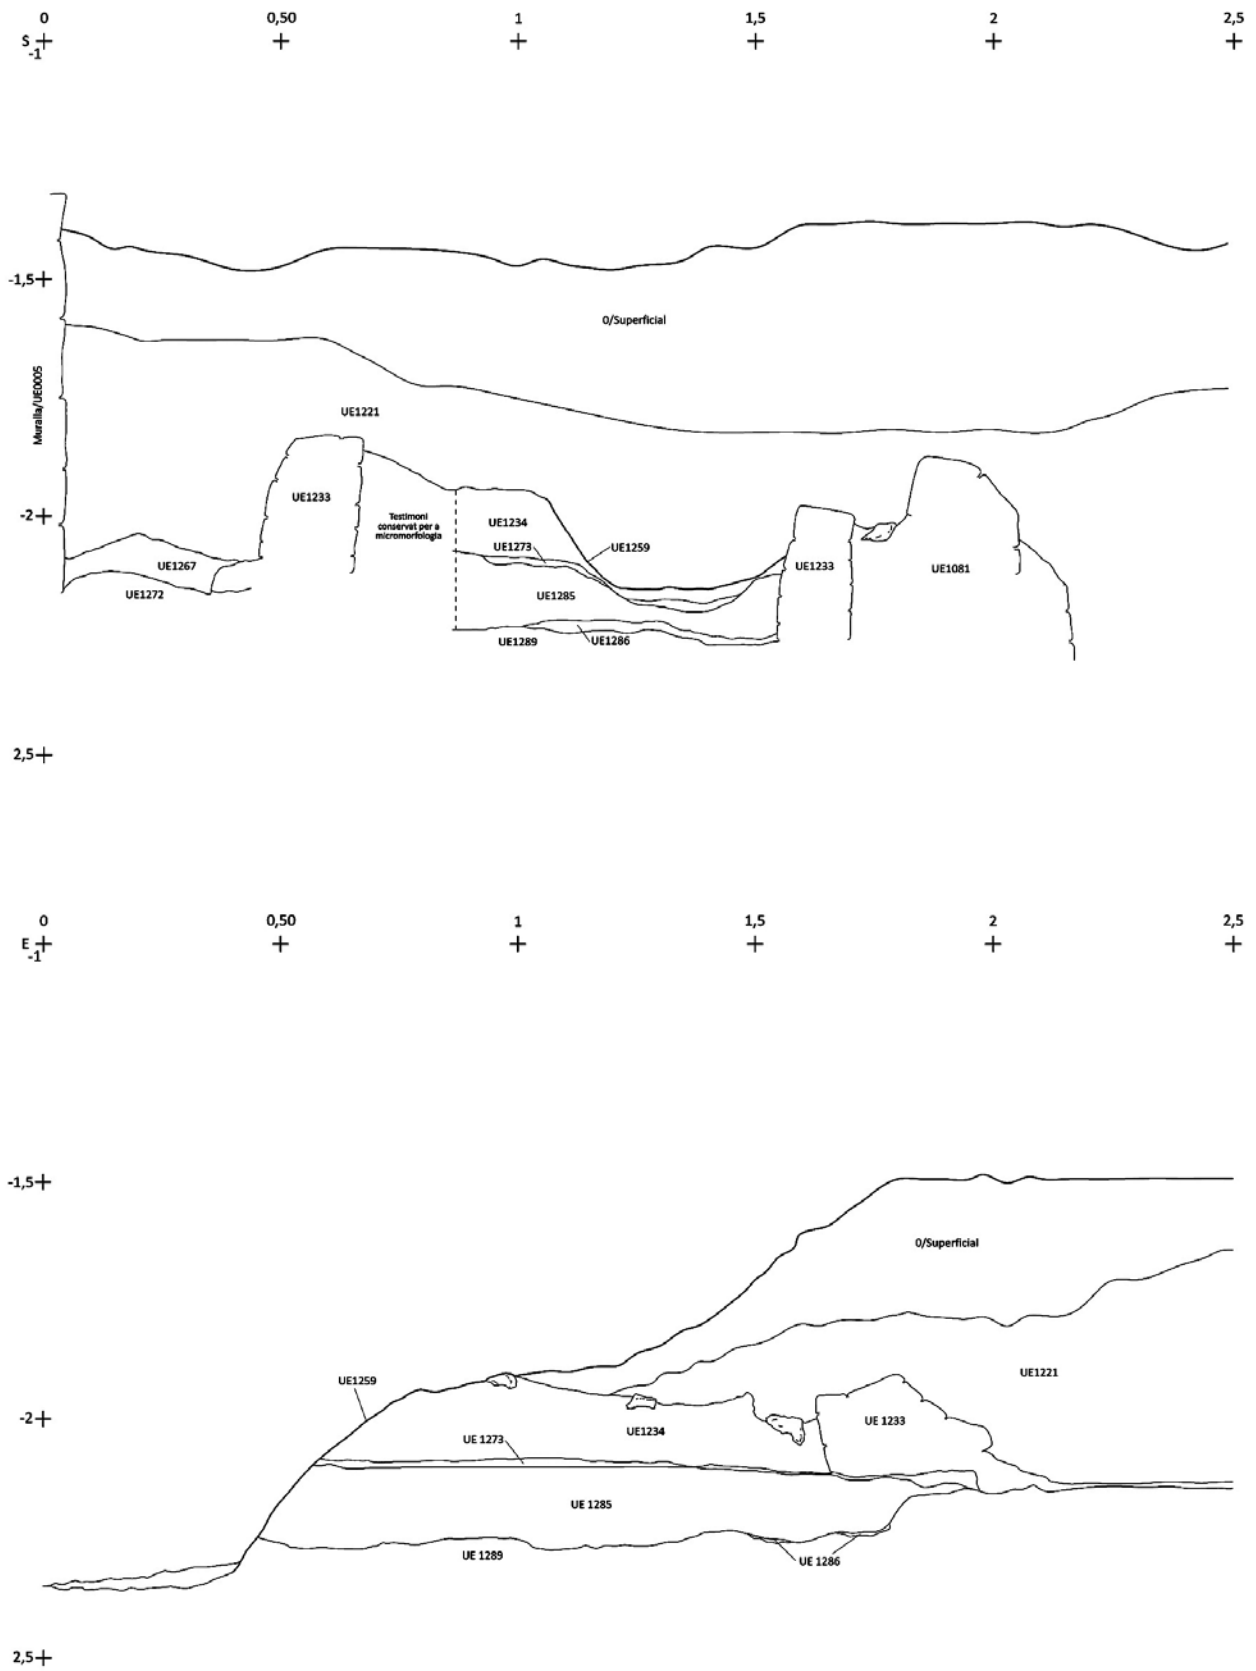 0 0,50 1 1,5 2 2,5
S
-1
-1,5
0/Superficial
Muralla/UE0005
UE1221
UE1233
-2
Testimoni
conservat per a
micromorfologia
UE1234
UE1273
UE1259
UE1267
UE1233
UE1081
UE1272
UE1285
UE1289
UE1286
2,5
0 0,50 1 1,5 2 2,5
E
-1
-1,5
0/Superficial
UE1221
UE1259
-2
UE 1233
UE1234
UE 1273
UE 1285
UE 1289
UE 1286
2,5